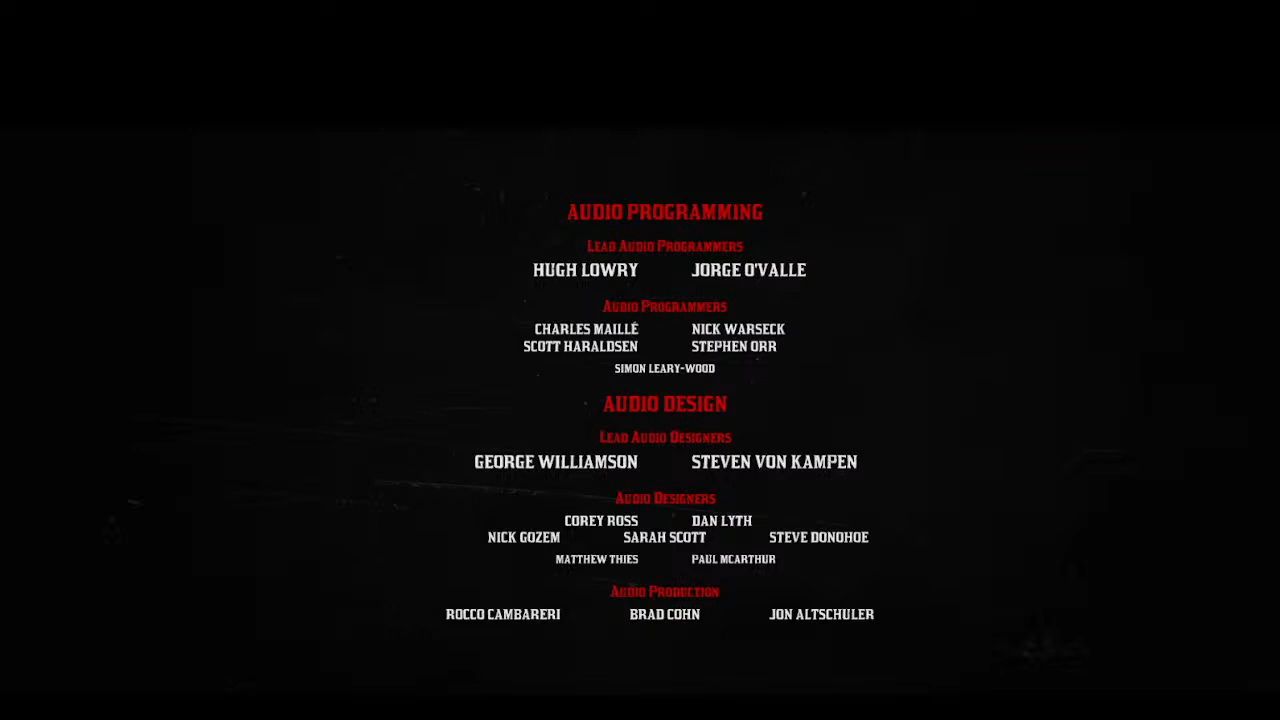 AUDIO PROGRAMMING
LEAD AUDIO PROGRAMMERS
HUGH LOWRY JORGE O'VALLE
AUDIO PROGRAMMERS
CHARLES MAILLÉ NICK WARSECK
SCOTT HARALDSEN STEPHEN ORR
SIMON LEARY-WOOD
AUDIO DESIGN
LEAD AUDIO DESIGNERS
GEORGE WILLIAMSON STEVEN VON KAMPEN
AUDIO DESIGNERS
COREY ROSS DAN LYTH
NICK GOZEM SARAH SCOTT STEVE DONOHOE
MATTHEW THIES PAUL MCARTHUR
AUDIO PRODUCTION
ROCCO CAMBARERI BRAD COHN JON ALTSCHULER